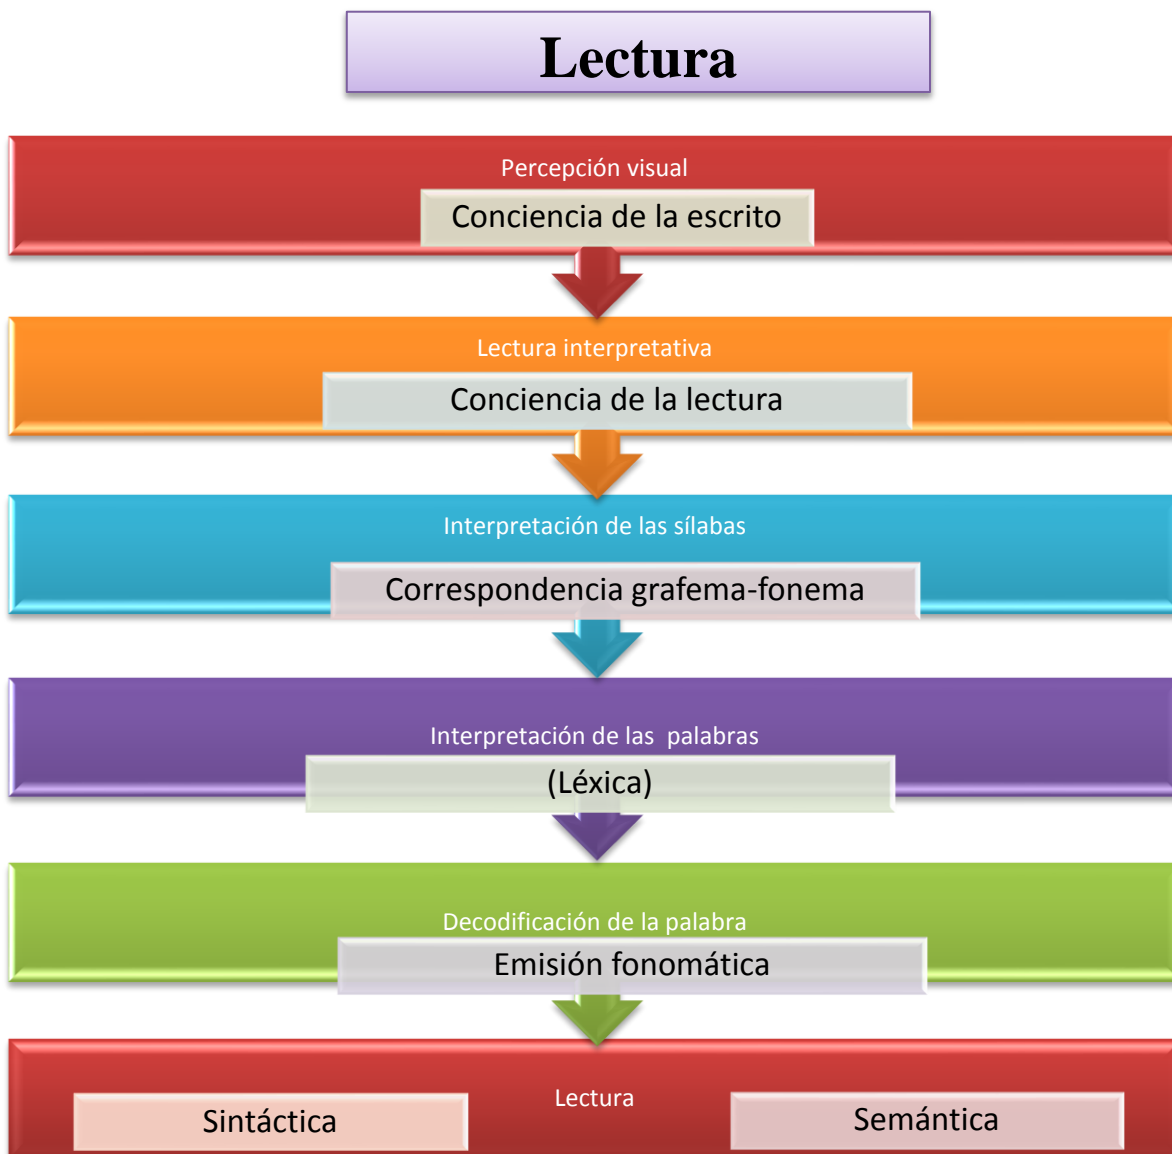 Lectura
Percepción visual
Conciencia de la escrito
Lectura interpretativa
Conciencia de la lectura
Interpretación de las sílabas
Correspondencia grafema-fonema
Interpretación de las  palabras
(Léxica)
Decodificación de la palabra
Emisión fonomática
Lectura
Sintáctica
Semántica